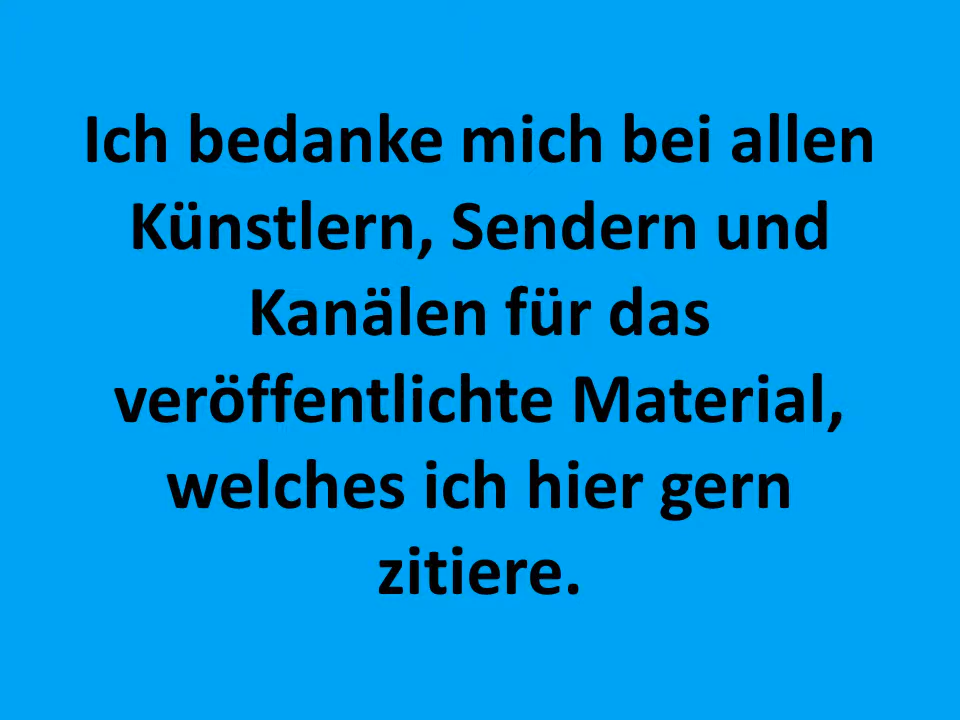 Ich bedanke mich bei allen
Künstlern, Sendern und
Kanälen für das
veröffentlichte Material,
welches ich hier gern
zitiere.